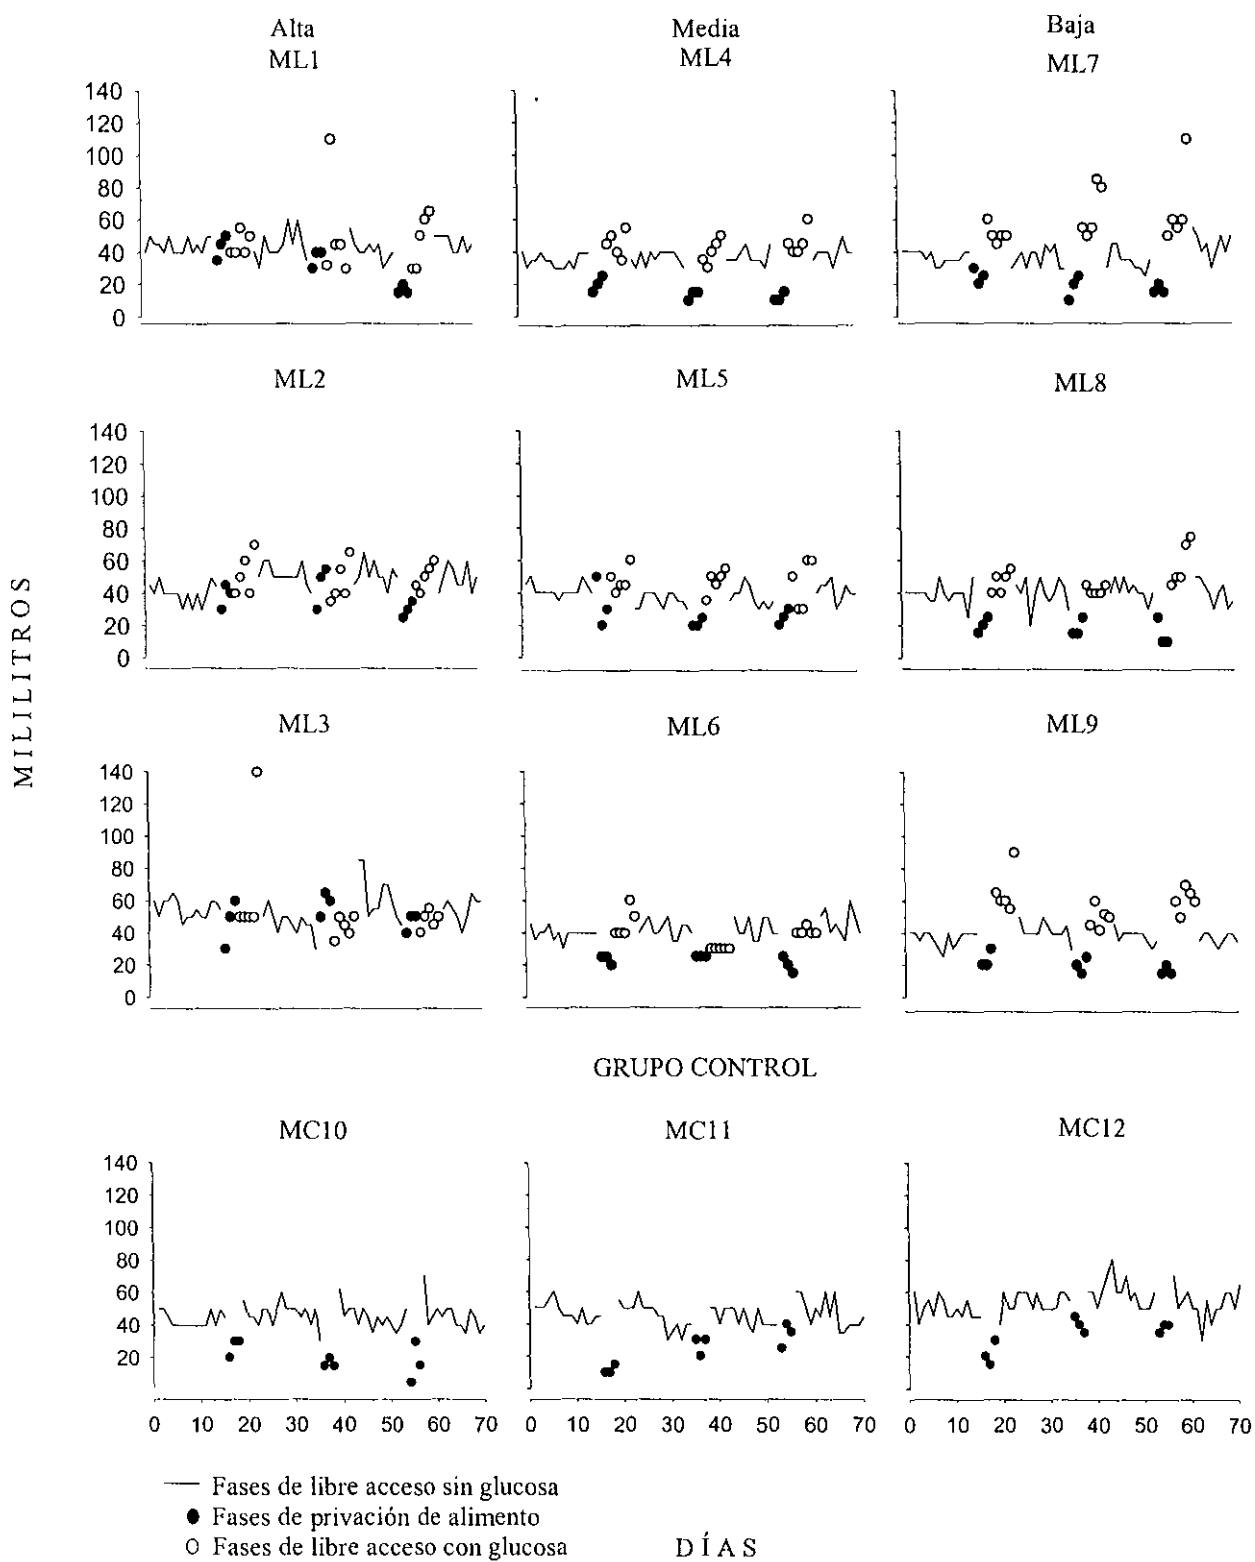 Alta Media Baja
ML1 ML4 ML7
140
120
100
80
60
40
20
0
ML2 ML5 ML8
140
120
100
80
60
40
20
0
MILILITROS
ML3 ML6 ML9
140
120
100
80
60
40
20
0
GRUPO CONTROL
MC10 MC11 MC12
140
120
100
80
60
40
20
0 10 20 30 40 50 60 70 0 10 20 30 40 50 60 70 0 10 20 30 40 50 60 70
Fases de libre acceso sin glucosa
Fases de privación de alimento
Fases de libre acceso con glucosa
DÍAS